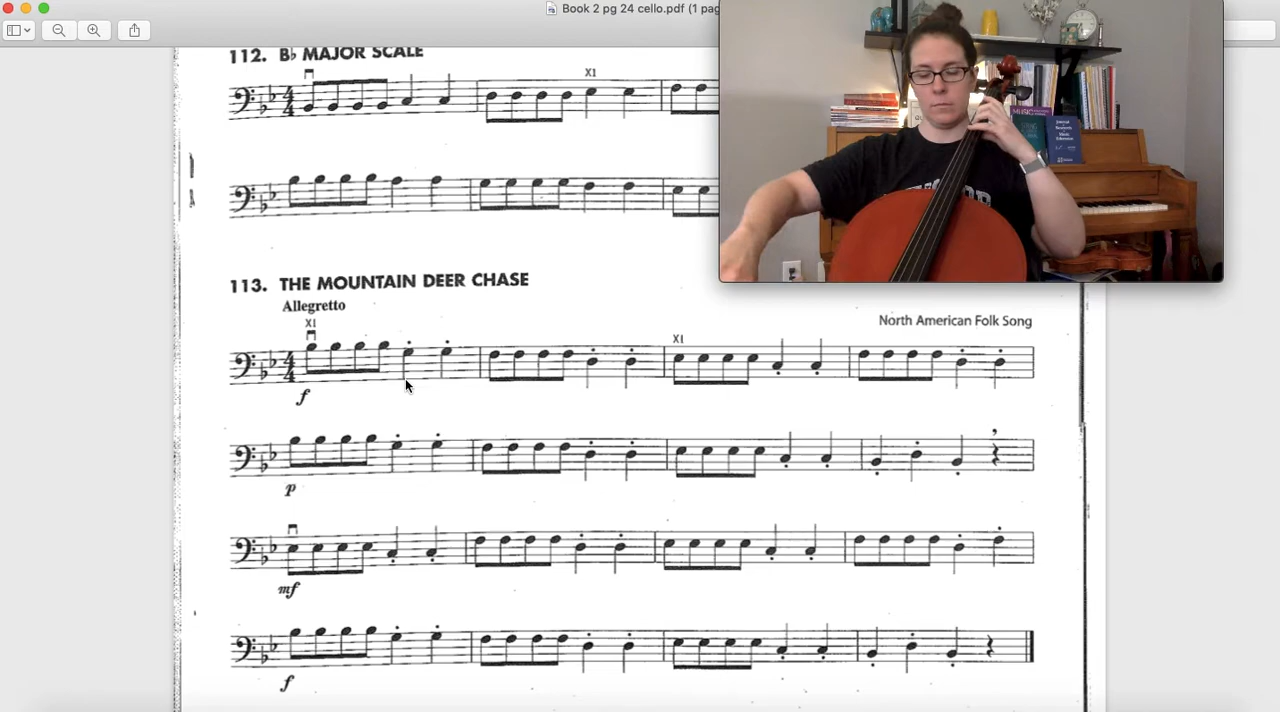 Book 2 pg 24 cello.pdf (1 pag
112. B♭ MAJOR SCALE
X1
113. THE MOUNTAIN DEER CHASE
Allegretto
North American Folk Song
X1
X1
f
p
mf
f
MUSIC